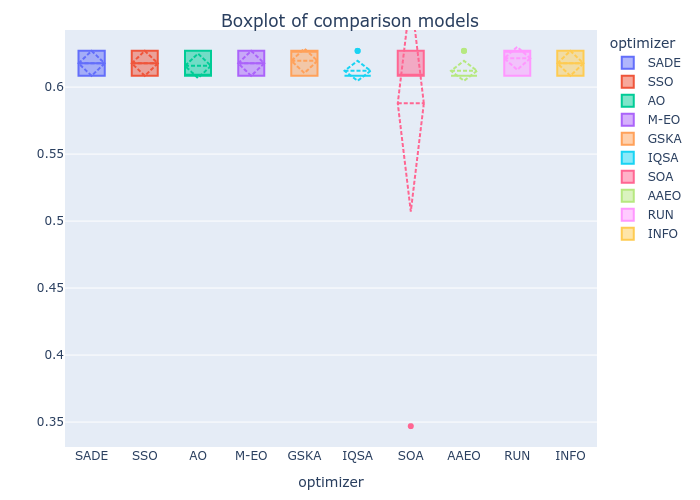 Boxplot of comparison models
optimizer
SADE
SSO
AO
M-EO
GSKA
IQSA
SOA
AAEO
RUN
INFO
0.6
0.55
0.5
0.45
0.4
0.35
SADE SSO AO M-EO GSKA IQSA SOA AAEO RUN INFO
optimizer